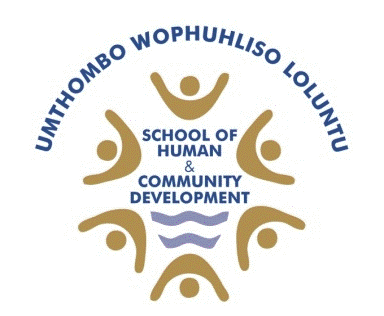 UMTHOMBO WOPHUHLISO LOLUNTU
SCHOOL OF
HUMAN
&
COMMUNITY
DEVELOPMENT